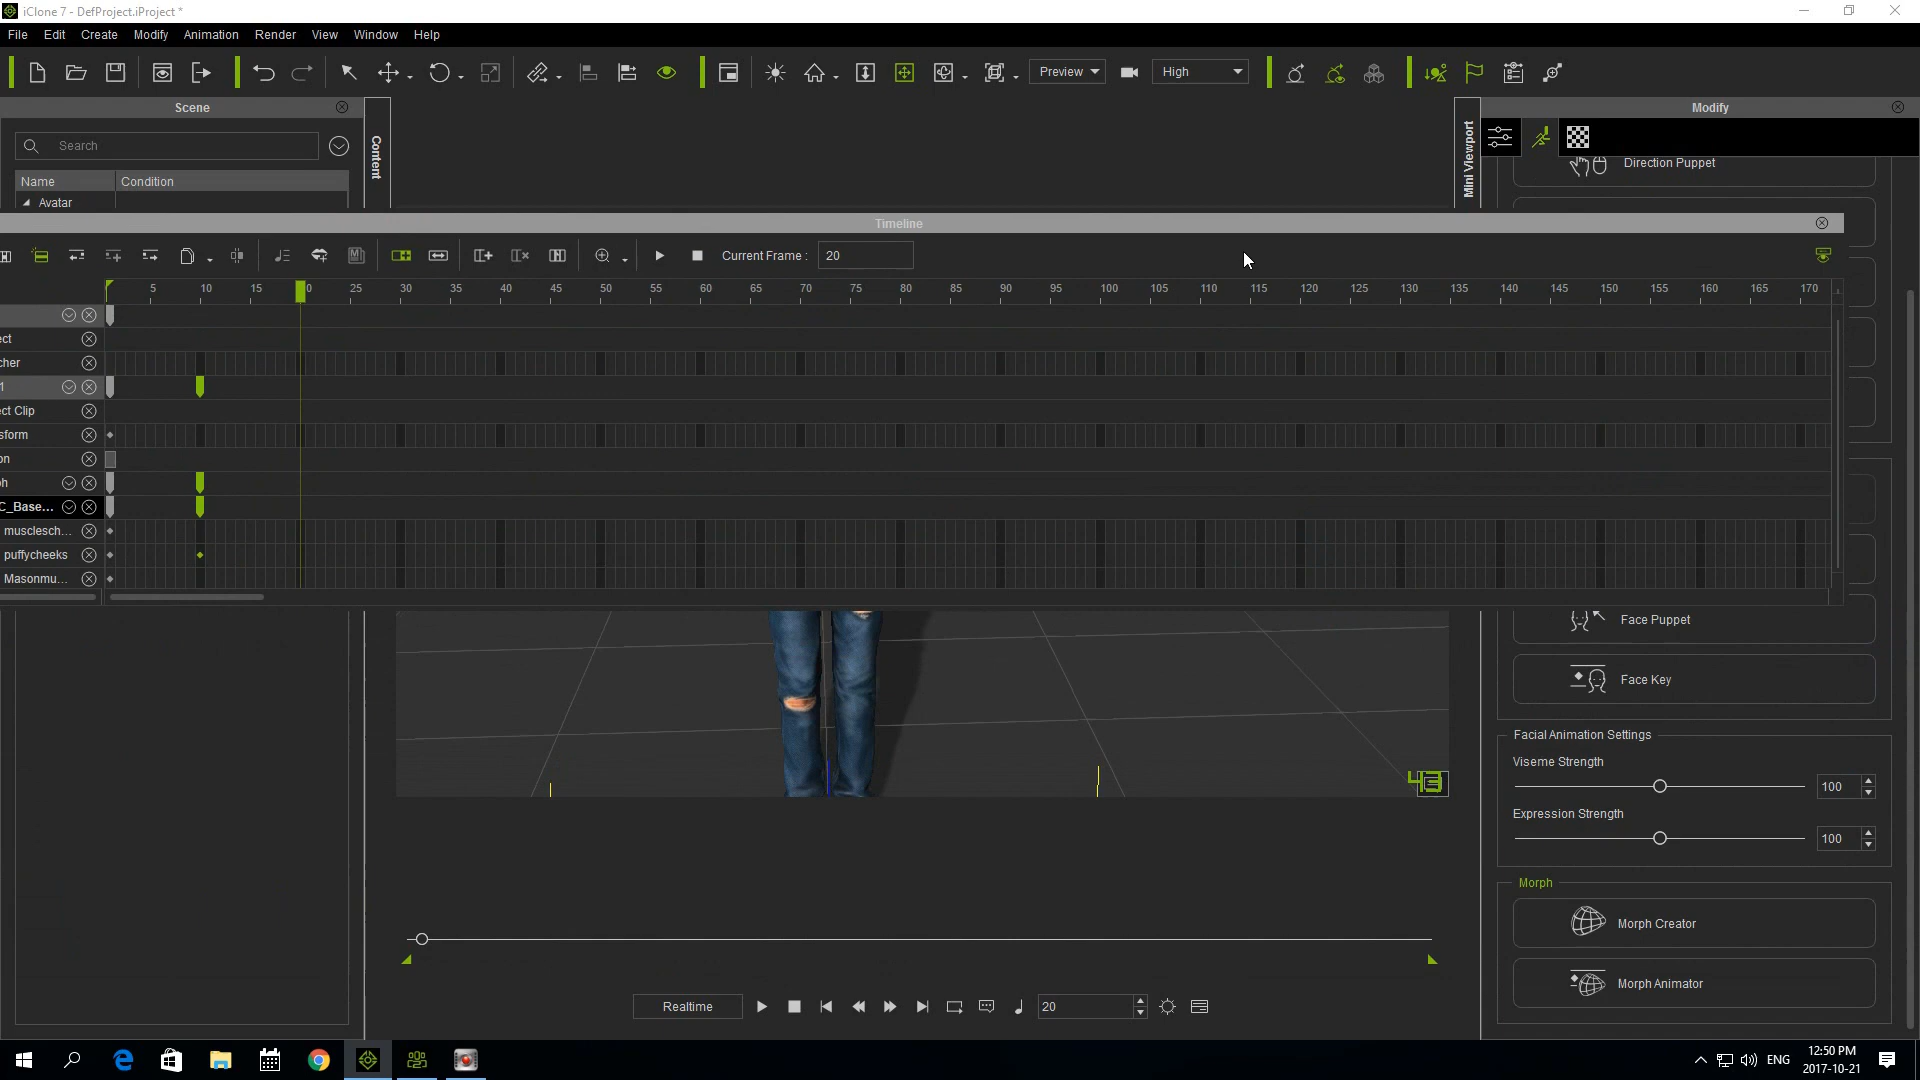 iClone 7 - DefProject.iProject *
File Edit Create Modify Animation Render View Window Help
Preview High
Scene
Content
Mini Viewport
Modify
Search
Name Condition
Avatar
Direction Puppet
Timeline
Current Frame : 20
5 10 15 0 25 30 35 40 45 50 55 60 65 70 75 80 85 90 95 100 105 110 115 120 125 130 135 140 145 150 155 160 165 170
ect
cher
1
ect Clip
sform
on
ph
C_Base...
musclesch...
puffycheeks
Masonmu...
Face Puppet
Face Key
Facial Animation Settings
Viseme Strength
100
43
Expression Strength
100
Morph
Morph Creator
Morph Animator
Realtime 20
ENG
12:50 PM
2017-10-21